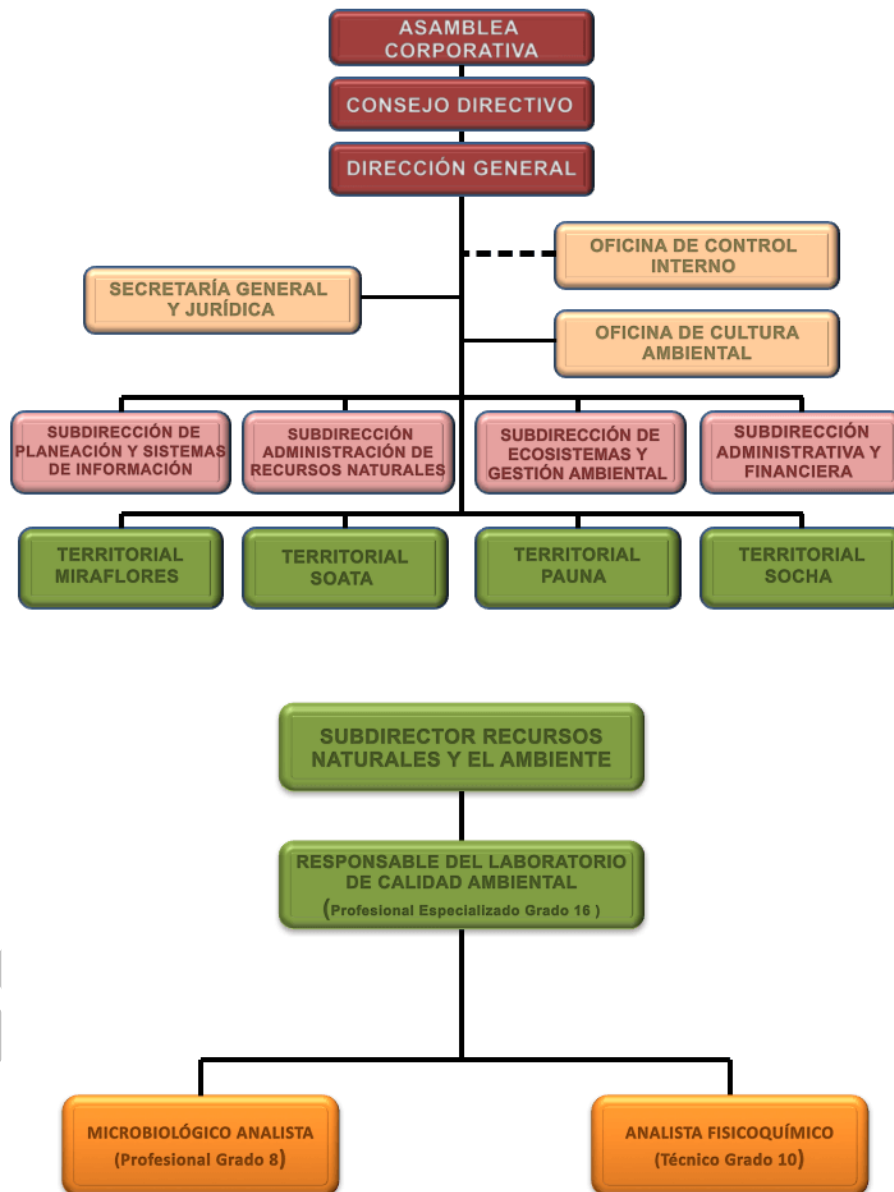 ASAMBLEA
CORPORATIVA
CONSEJO DIRECTIVO
DIRECCIÓN GENERAL
OFICINA DE CONTROL
INTERNO
SECRETARÍA GENERAL
Y JURÍDICA
OFICINA DE CULTURA
AMBIENTAL
SUBDIRECCIÓN DE
PLANEACIÓN Y SISTEMAS
DE INFORMACIÓN
SUBDIRECCIÓN
ADMINISTRACIÓN DE
RECURSOS NATURALES
SUBDIRECCIÓN DE
ECOSISTEMAS Y
GESTIÓN AMBIENTAL
SUBDIRECCIÓN
ADMINISTRATIVA Y
FINANCIERA
TERRITORIAL
MIRAFLORES
TERRITORIAL
SOATA
TERRITORIAL
PAUNA
TERRITORIAL
SOCHA
SUBDIRECTOR RECURSOS
NATURALES Y EL AMBIENTE
RESPONSABLE DEL LABORATORIO
DE CALIDAD AMBIENTAL
(Profesional Especializado Grado 16 )
MICROBIOLÓGICO ANALISTA
(Profesional Grado 8)
ANALISTA FISICOQUÍMICO
(Técnico Grado 10)